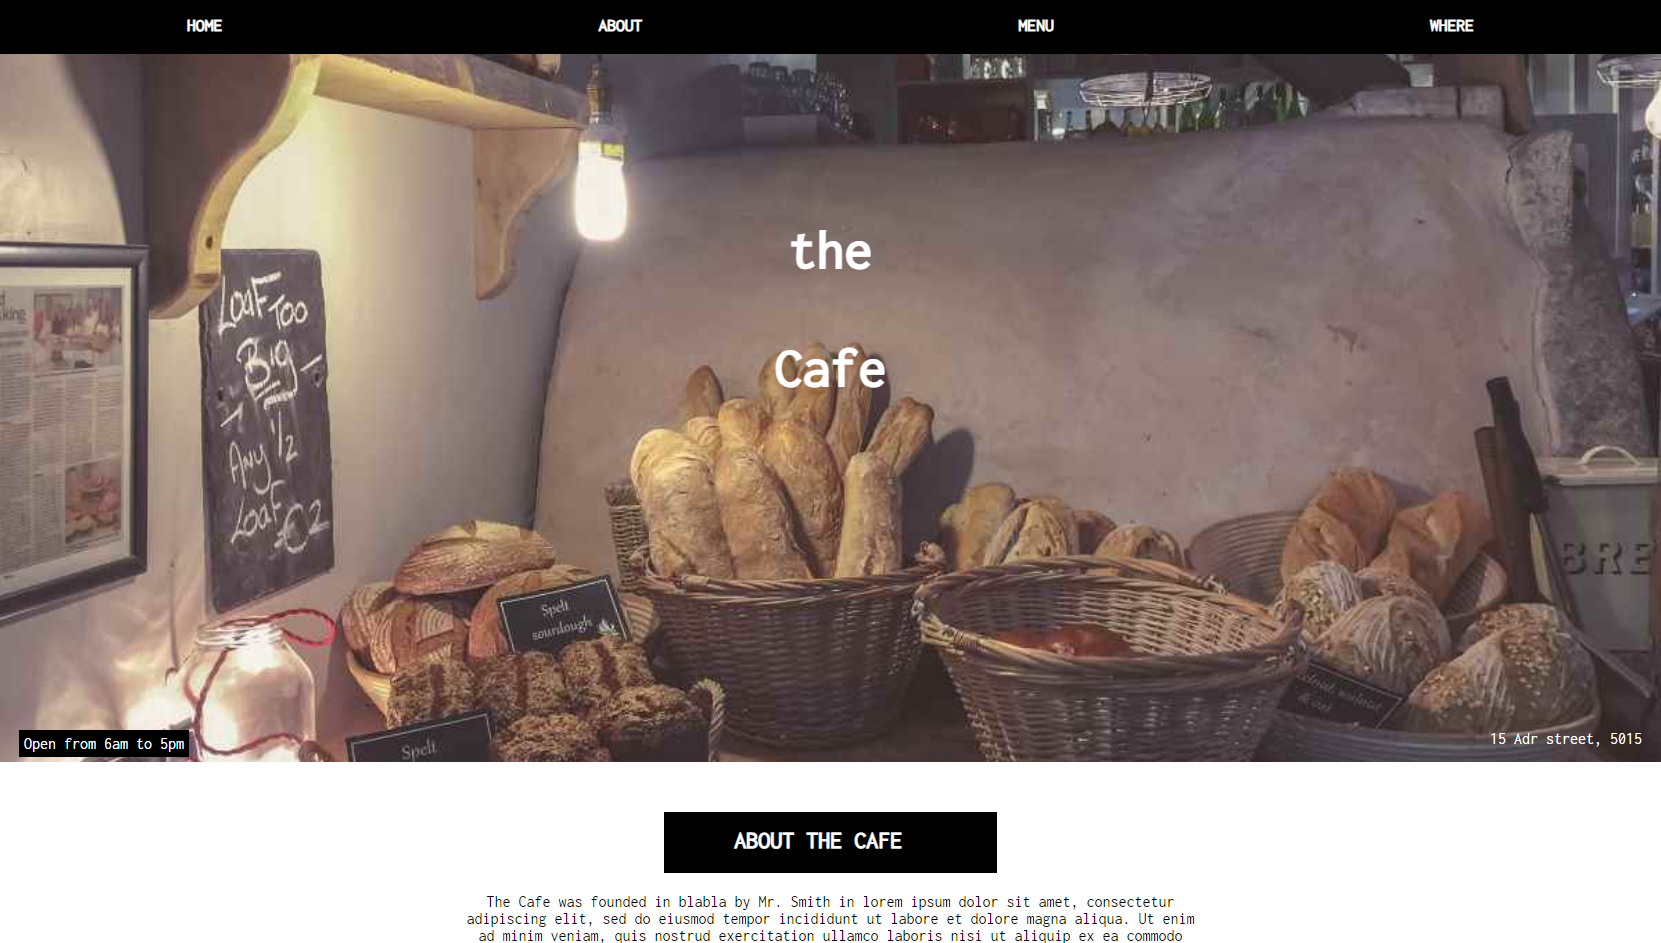 HOME ABOUT MENU WHERE
the
Cafe
king
LOAF TOO
BIG
ANY 1/2
LOAF
€2
Spelt
sourdough
BRE
Spelt
Open from 6am to 5pm
15 Adr street, 5015
ABOUT THE CAFE
The Cafe was founded in blabla by Mr. Smith in lorem ipsum dolor sit amet, consectetur
adipiscing elit, sed do eiusmod tempor incididunt ut labore et dolore magna aliqua. Ut enim
ad minim veniam, quis nostrud exercitation ullamco laboris nisi ut aliquip ex ea commodo